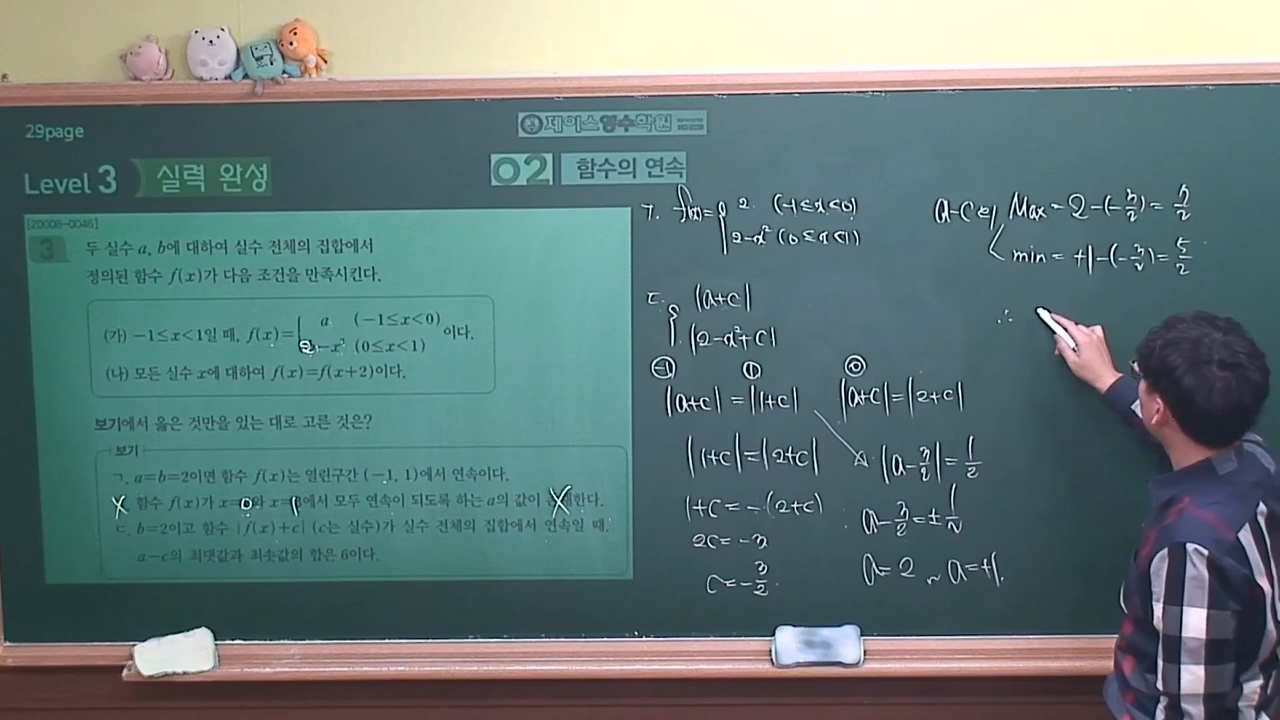 29page
제이스영수학원
Level 3 실력 완성
02 함수의 연속
[20008-0046]
3 두 실수 a, b에 대하여 실수 전체의 집합에서
정의된 함수 f(x)가 다음 조건을 만족시킨다.
(가) -1≤x<1일 때, f(x)={ a (-1≤x<0) 이다.
2-x² (0≤x<1)
(나) 모든 실수 x에 대하여 f(x)=f(x+2)이다.
보기에서 옳은 것만을 있는 대로 고른 것은?
보기
ㄱ. a=b=2이면 함수 f(x)는 열린구간 (-1, 1)에서 연속이다.
X 함수 f(x)가 x=0와 x=1에서 모두 연속이 되도록 하는 a의 값이 X한다.
ㄷ. b=2이고 함수 |f(x)+c| (c는 실수)가 실수 전체의 집합에서 연속일 때,
a-c의 최댓값과 최솟값의 합은 6이다.
ㄱ. f(x)={ 2 (-1≤x<0)
2-x² (0≤x<1)
ㄷ. { |a+c|
|2-x²+c|
-1 1
|a+c|=|1+c|
|1+c|=|2+c|
1+c=-(2+c)
2c=-3
c=-3/2
0
|a+c|=|2+c|
|a-3/2|=1/2
a-3/2=±1/2
a=2 ~ a=+1.
a-c의 Max=2-(-3/2)=7/2
min=+1-(-3/2)=5/2
∴